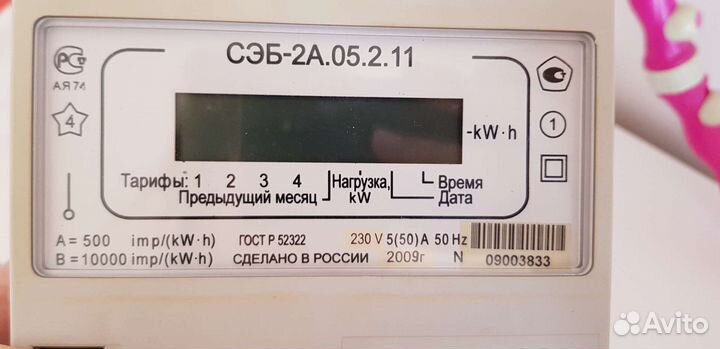 СЭБ-2А.05.2.11
РС
АЯ74
4
-kW·h
1
Тарифы: 1 2 3 4 Нагрузка, kW Время
Предыдущий месяц Дата
A = 500 imp/(kW·h) ГОСТ Р 52322 230 V 5(50)A 50 Hz
B = 10000 imp/(kW·h) СДЕЛАНО В РОССИИ 2009г N 09003833
Avito